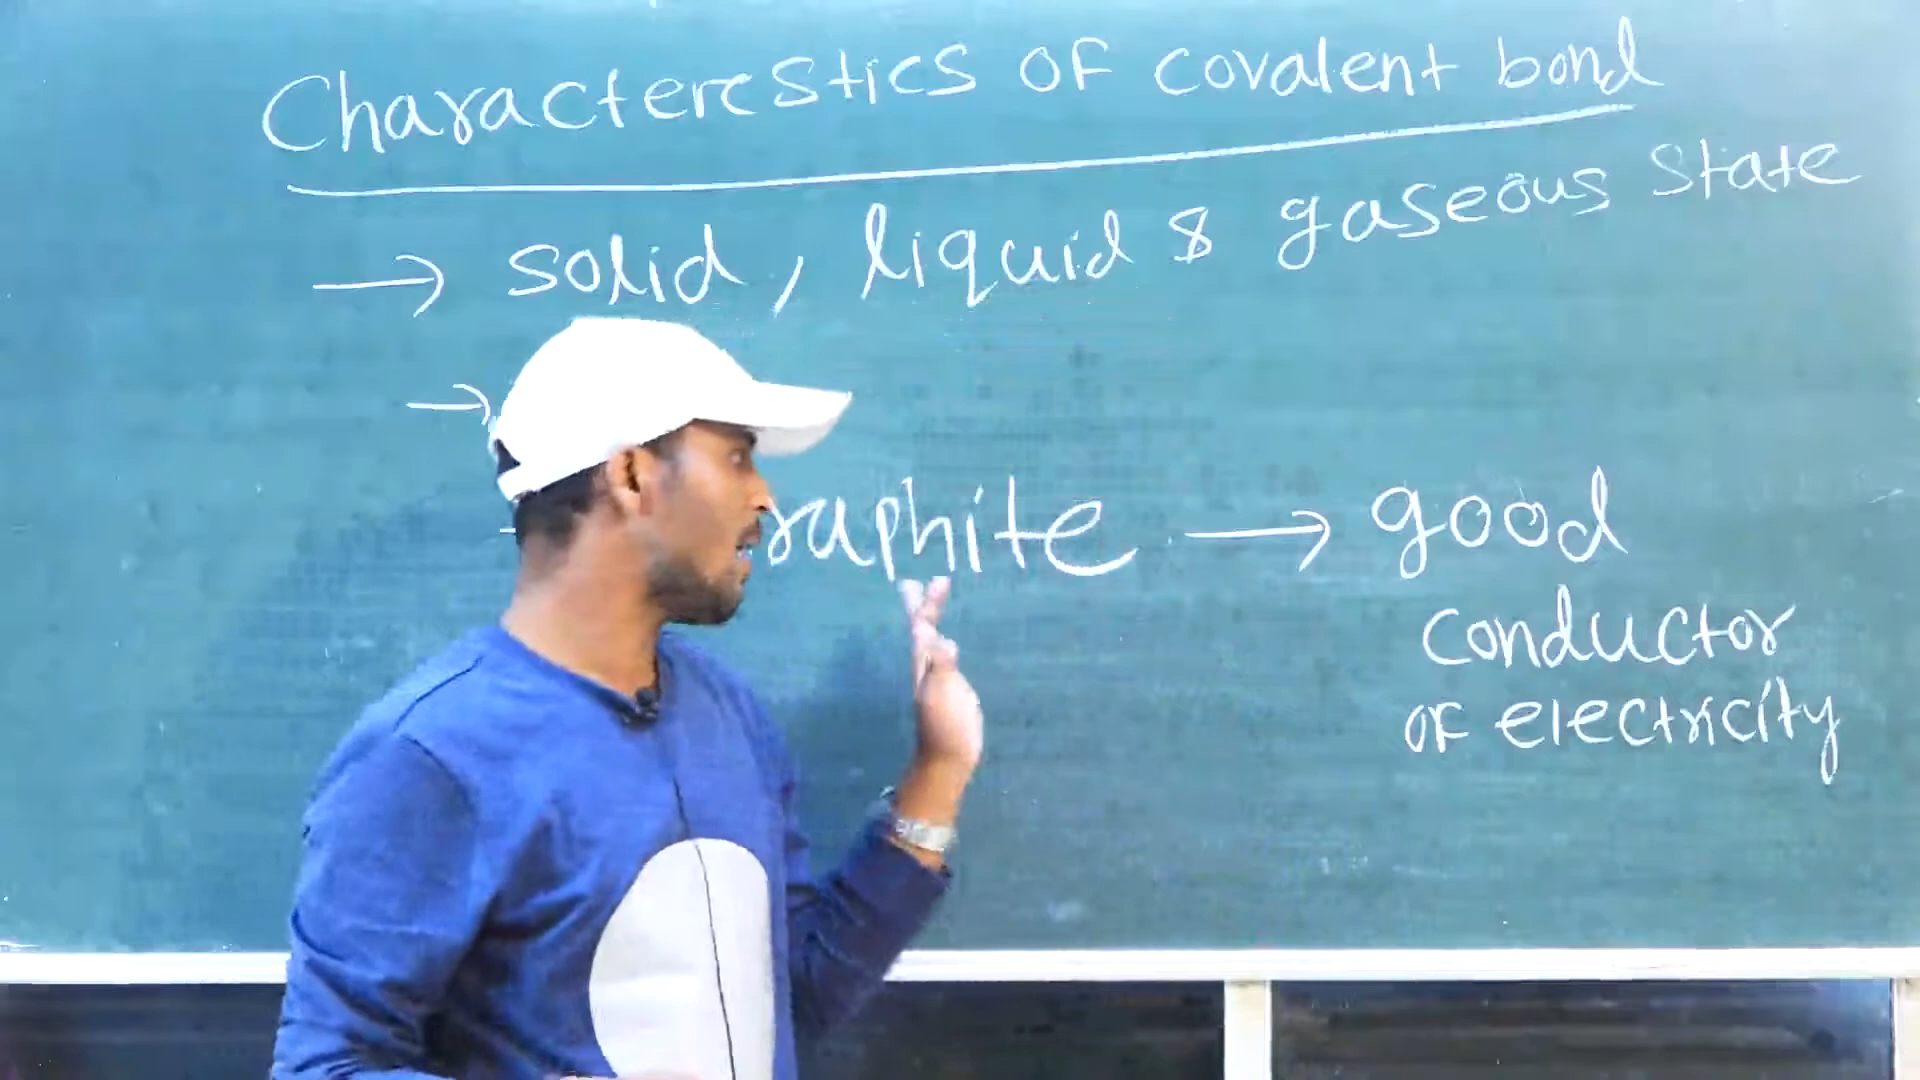 Characterestics OF covalent bond
→ solid, liquid & gaseous state
→
raphite → good
conductor
OF electricity